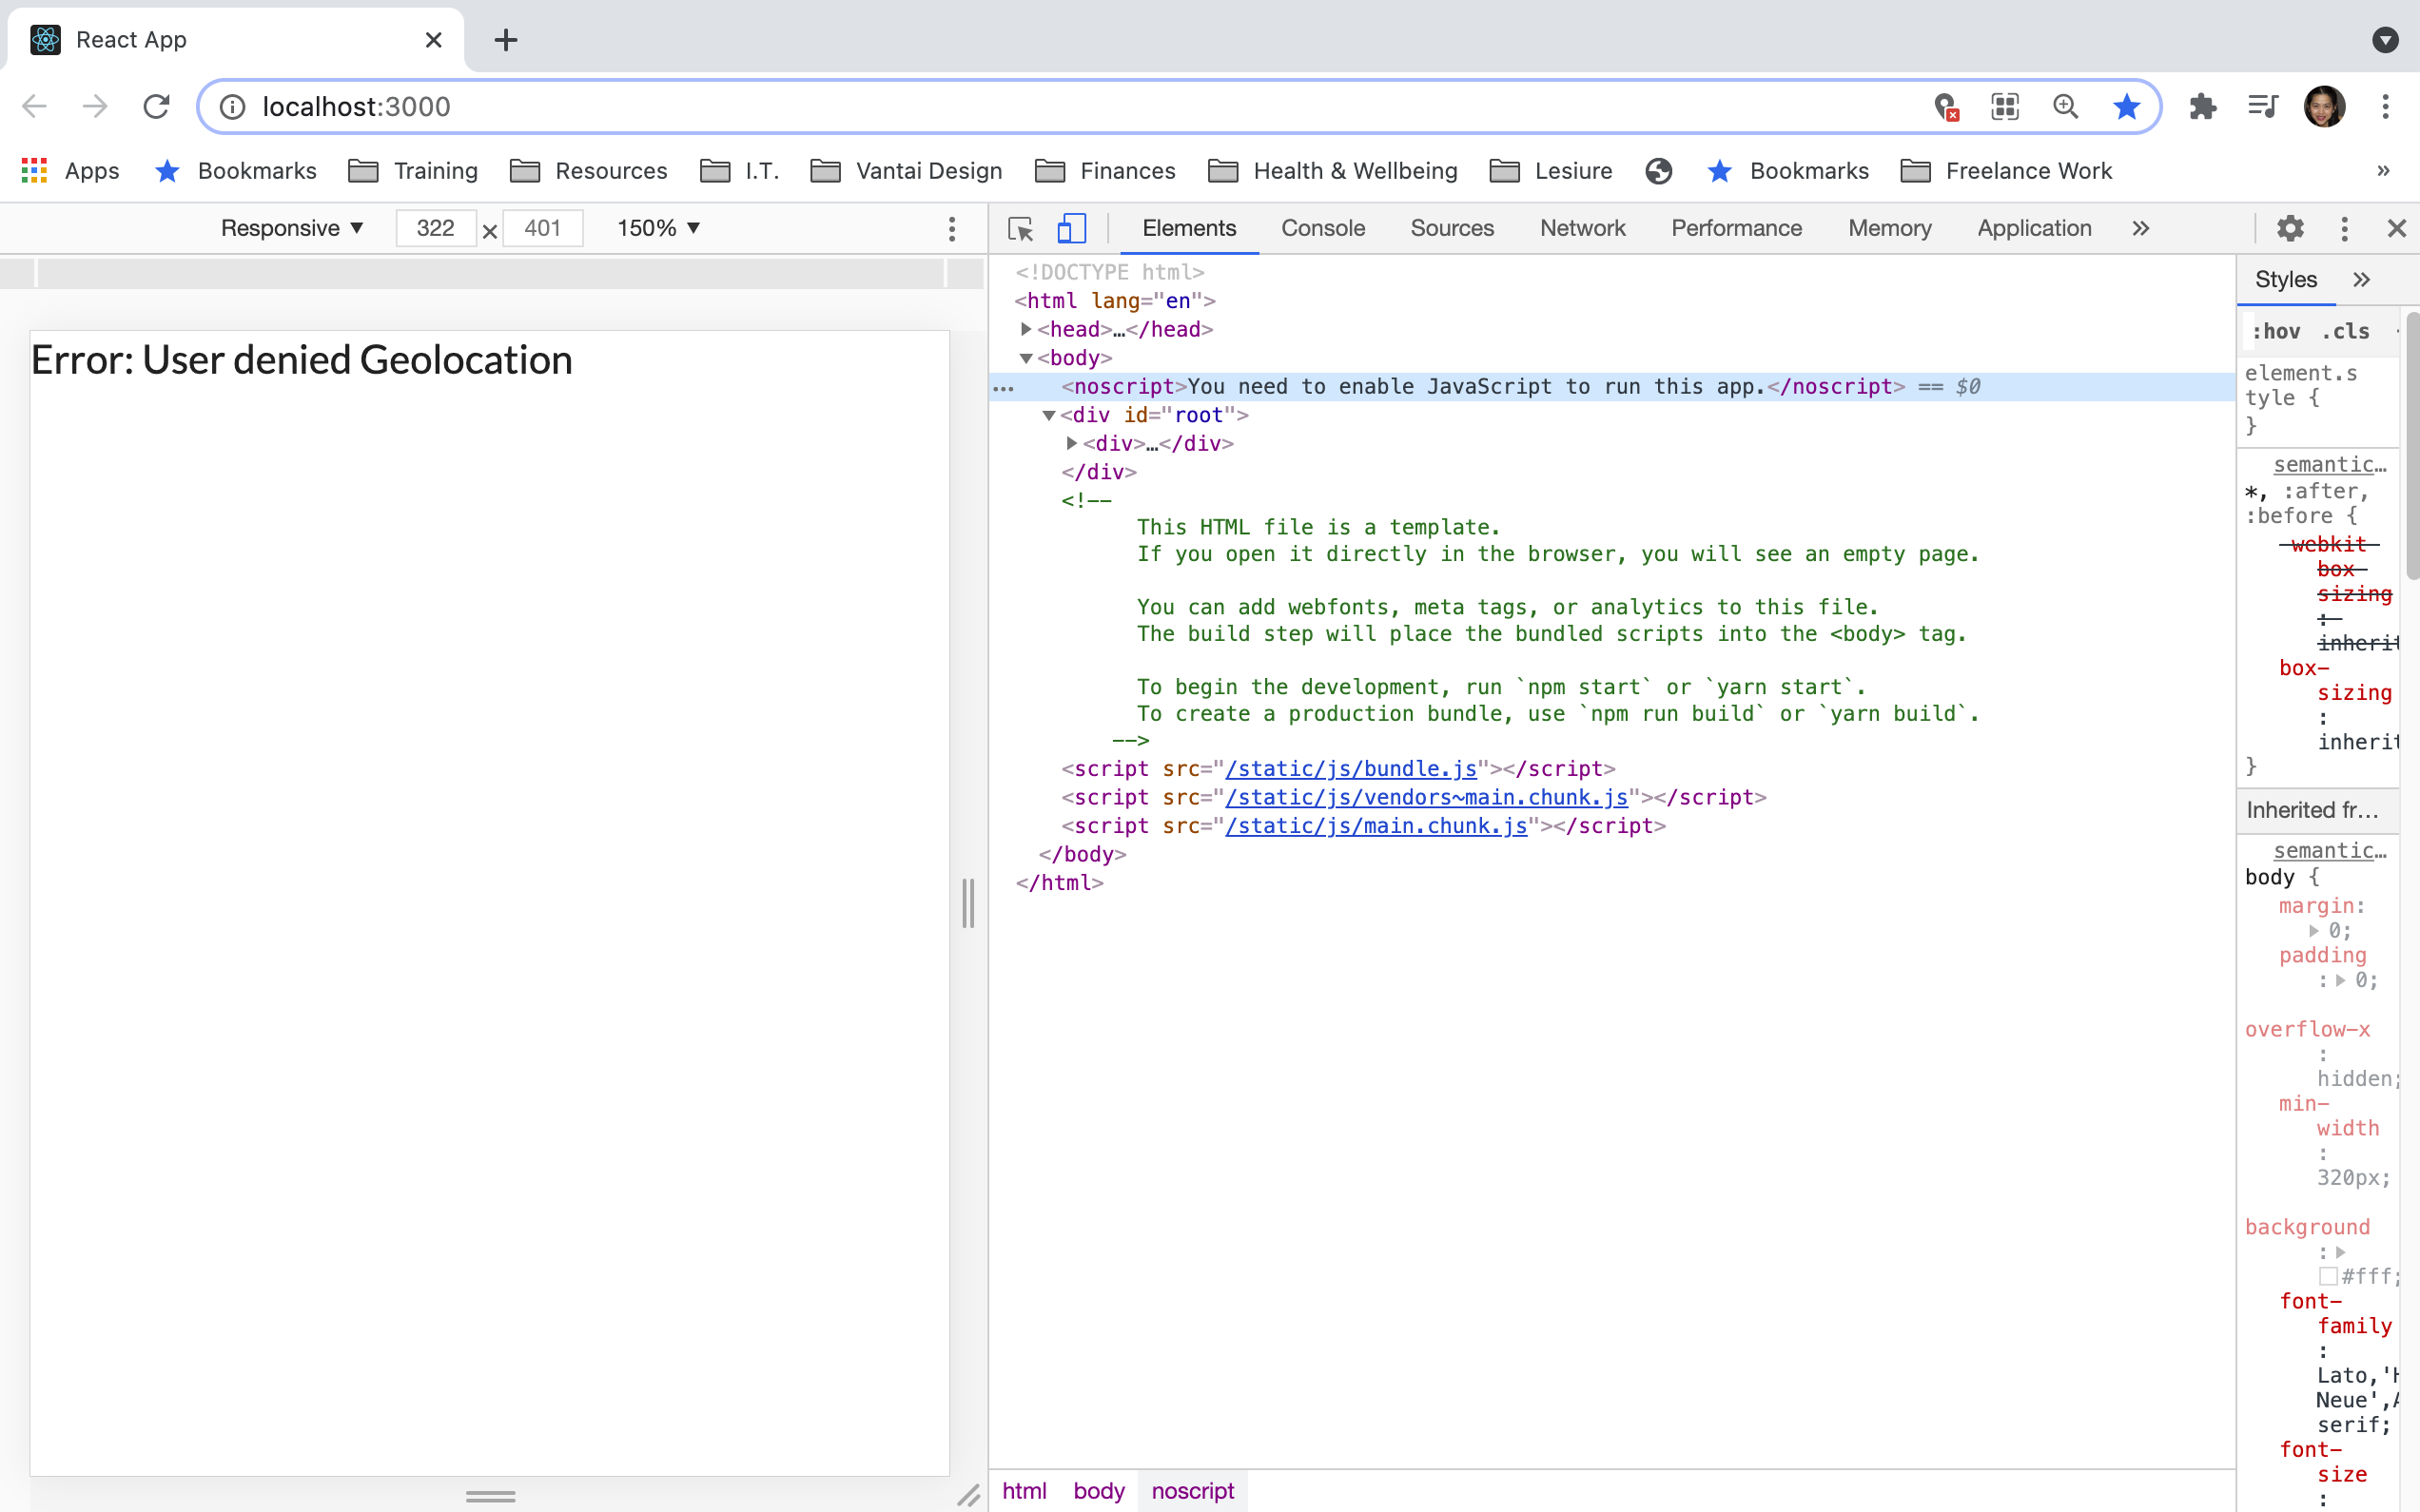 React App
localhost:3000
Apps Bookmarks Training Resources I.T. Vantai Design Finances Health & Wellbeing Lesiure Bookmarks Freelance Work »
Responsive ▼ 322 × 401 150% ▼
Elements Console Sources Network Performance Memory Application »
Error: User denied Geolocation
<!DOCTYPE html>
<html lang="en">
▶<head>…</head>
▼<body>
… <noscript>You need to enable JavaScript to run this app.</noscript> == $0
▼<div id="root">
▶<div>…</div>
</div>
<!--
This HTML file is a template.
If you open it directly in the browser, you will see an empty page.
You can add webfonts, meta tags, or analytics to this file.
The build step will place the bundled scripts into the <body> tag.
To begin the development, run `npm start` or `yarn start`.
To create a production bundle, use `npm run build` or `yarn build`.
-->
<script src="/static/js/bundle.js"></script>
<script src="/static/js/vendors~main.chunk.js"></script>
<script src="/static/js/main.chunk.js"></script>
</body>
</html>
html body noscript
Styles »
:hov .cls
element.s
tyle {
}
semantic…
*, :after,
:before {
-webkit-
box-
sizing
:
inherit
box-
sizing
:
inherit
}
Inherited fr…
semantic…
body {
margin:
▶ 0;
padding
:▶ 0;
overflow-x
:
hidden;
min-
width
:
320px;
background
:▶
#fff;
font-
family
:
Lato,'H
Neue',A
serif;
font-
size
: